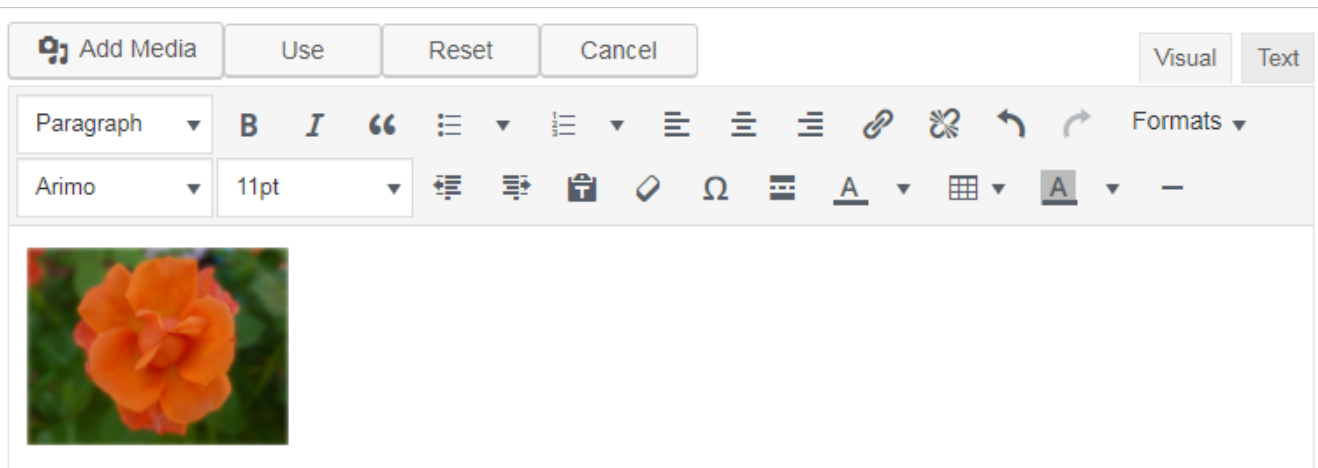 Add Media Use Reset Cancel
Visual Text
Paragraph B I Formats
Arimo 11pt T Ω A A